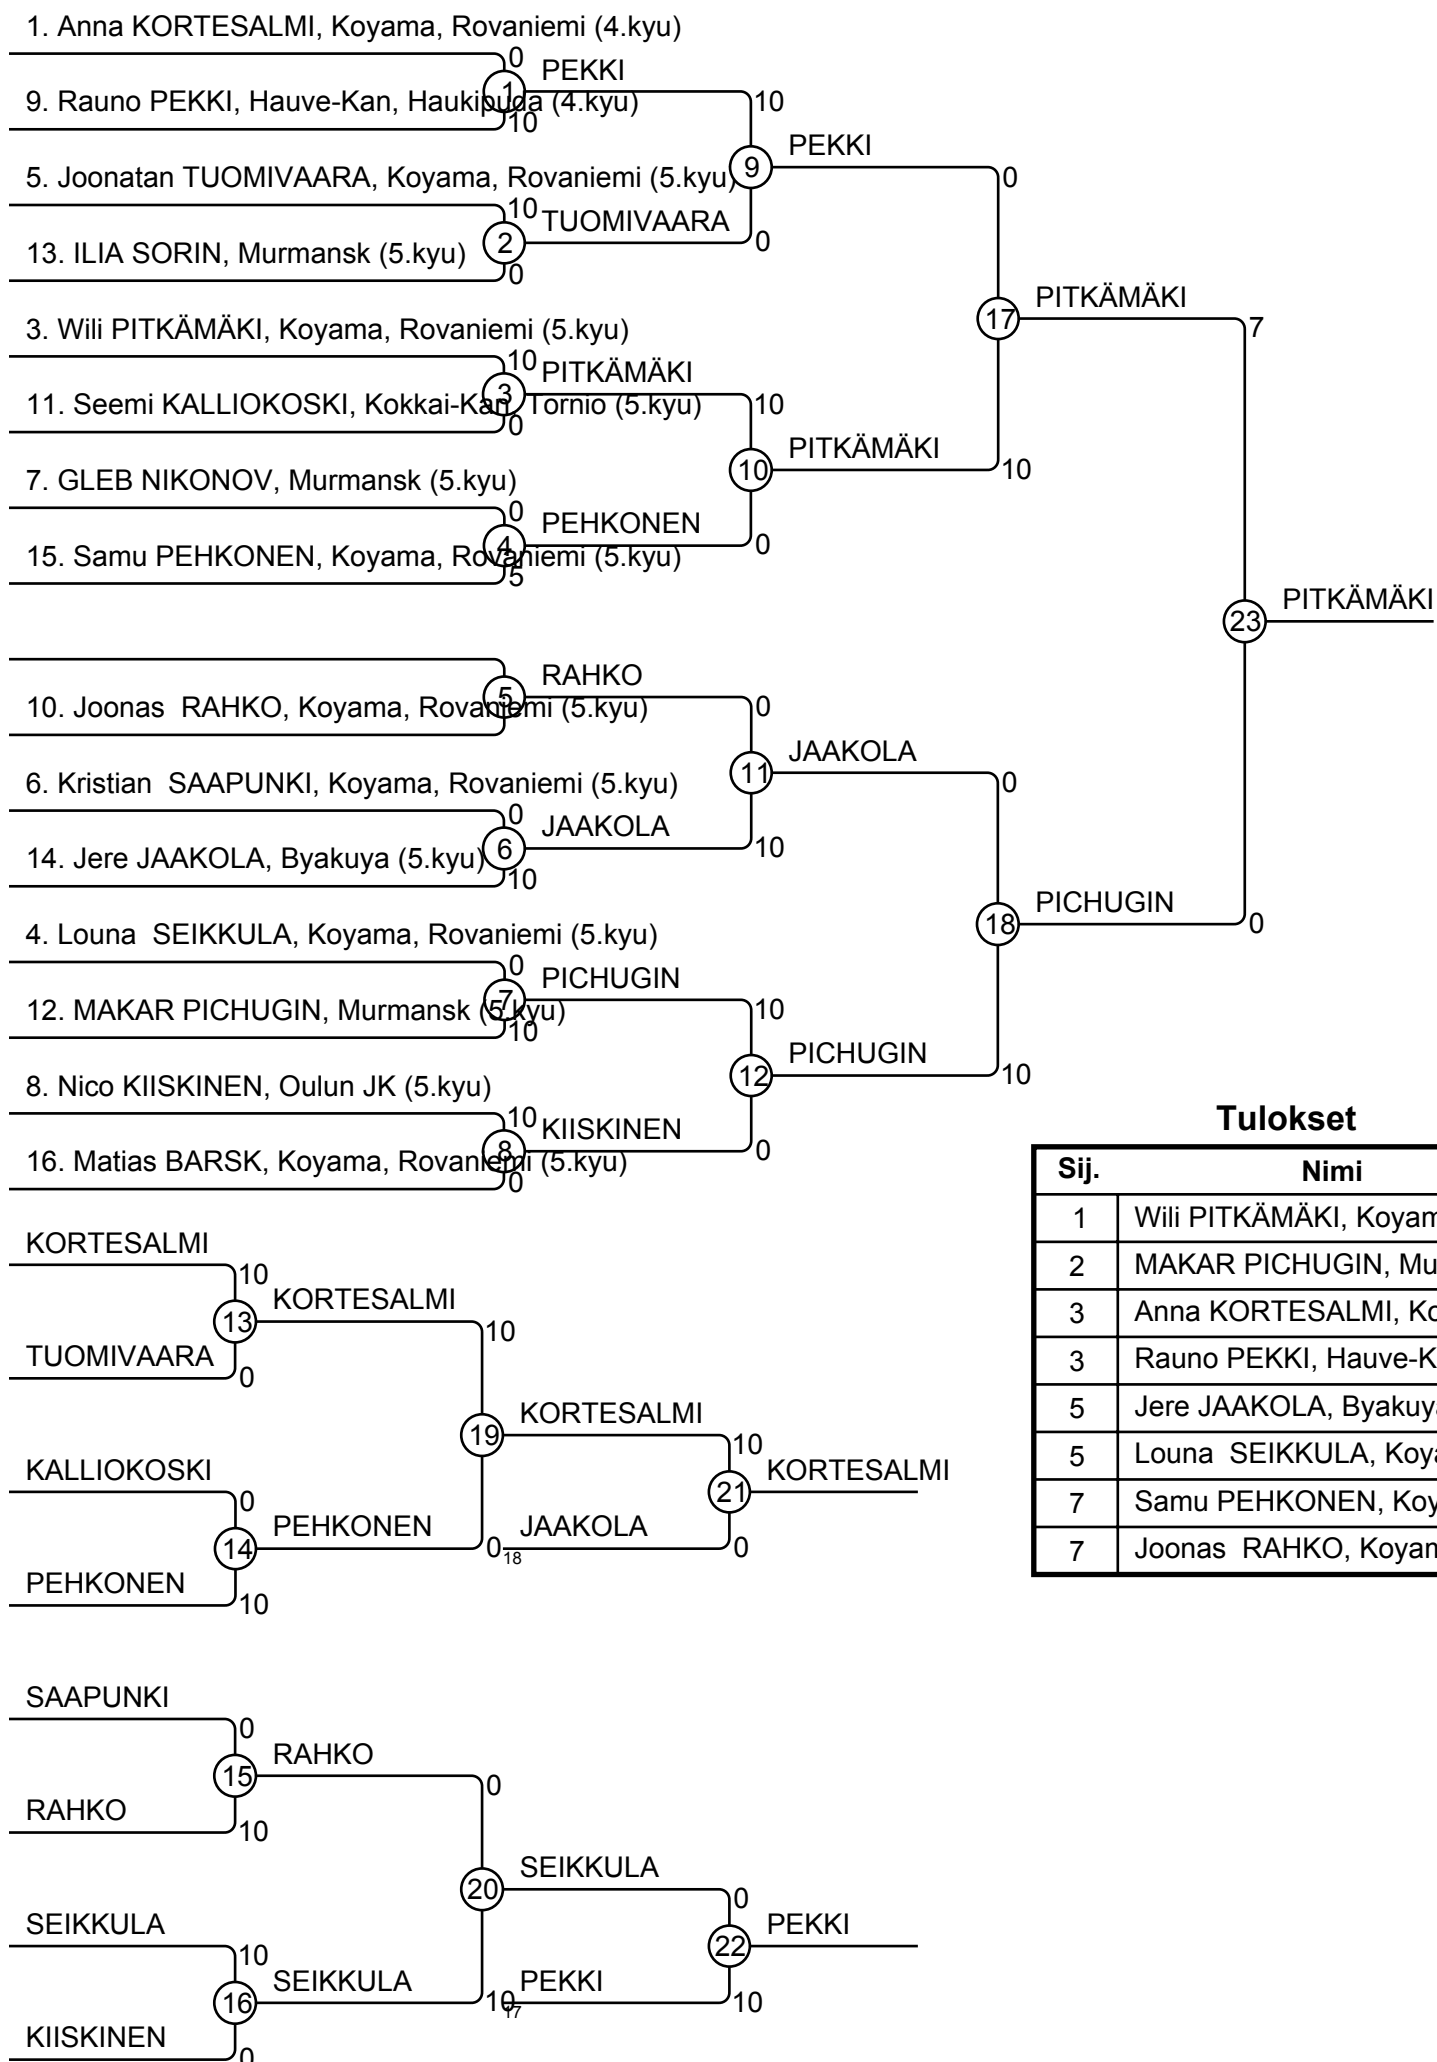 1. Anna KORTESALMI, Koyama, Rovaniemi (4.kyu)
0
1
PEKKI
9. Rauno PEKKI, Hauve-Kan, Haukipuda (4.kyu)
10
10
9
PEKKI
5. Joonatan TUOMIVAARA, Koyama, Rovaniemi (5.kyu)
0
10
2
TUOMIVAARA
0
13. ILIA SORIN, Murmansk (5.kyu)
0
17
PITKÄMÄKI
7
3. Wili PITKÄMÄKI, Koyama, Rovaniemi (5.kyu)
10
3
PITKÄMÄKI
10
11. Seemi KALLIOKOSKI, Kokkai-Kan, Tornio (5.kyu)
0
10
PITKÄMÄKI
10
7. GLEB NIKONOV, Murmansk (5.kyu)
0
4
PEHKONEN
0
15. Samu PEHKONEN, Koyama, Rovaniemi (5.kyu)
5
23
PITKÄMÄKI
5
RAHKO
0
10. Joonas  RAHKO, Koyama, Rovaniemi (5.kyu)
11
JAAKOLA
0
6. Kristian  SAAPUNKI, Koyama, Rovaniemi (5.kyu)
0
6
JAAKOLA
10
14. Jere JAAKOLA, Byakuya (5.kyu)
10
18
PICHUGIN
0
4. Louna  SEIKKULA, Koyama, Rovaniemi (5.kyu)
0
7
PICHUGIN
10
12. MAKAR PICHUGIN, Murmansk (5.kyu)
10
12
PICHUGIN
10
8. Nico KIISKINEN, Oulun JK (5.kyu)
10
8
KIISKINEN
0
16. Matias BARSK, Koyama, Rovaniemi (5.kyu)
0
Tulokset
Sij. Nimi
1 Wili PITKÄMÄKI, Koyam
2 MAKAR PICHUGIN, Mu
3 Anna KORTESALMI, Ko
3 Rauno PEKKI, Hauve-K
5 Jere JAAKOLA, Byakuya
5 Louna  SEIKKULA, Koya
7 Samu PEHKONEN, Koy
7 Joonas  RAHKO, Koyam
KORTESALMI
10
13
KORTESALMI
10
TUOMIVAARA
0
19
KORTESALMI
10
21
KORTESALMI
KALLIOKOSKI
0
14
PEHKONEN
0
18
JAAKOLA
0
PEHKONEN
10
SAAPUNKI
0
15
RAHKO
0
RAHKO
10
20
SEIKKULA
0
22
PEKKI
SEIKKULA
10
16
SEIKKULA
10
17
PEKKI
10
KIISKINEN
0